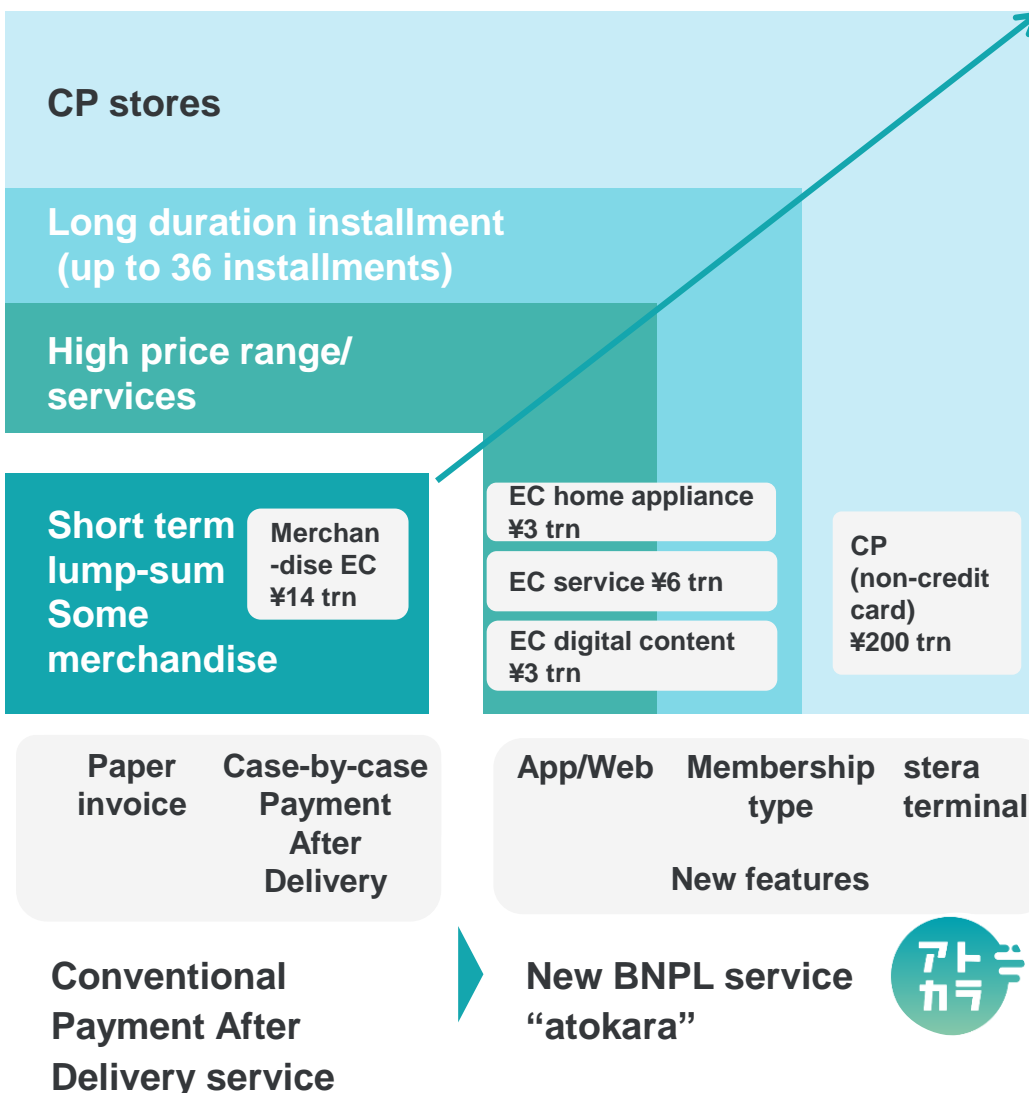 CP stores
Long duration installment
(up to 36 installments)
High price range/
services
Short term
lump-sum
Some
merchandise
Merchan
-dise EC
¥14 trn
EC home appliance
¥3 trn
EC service ¥6 trn
EC digital content
¥3 trn
CP
(non-credit
card)
¥200 trn
Paper
invoice
Case-by-case
Payment
After
Delivery
App/Web
Membership
type
stera
terminal
New features
Conventional
Payment After
Delivery service
New BNPL service
“atokara”
アト
カラ